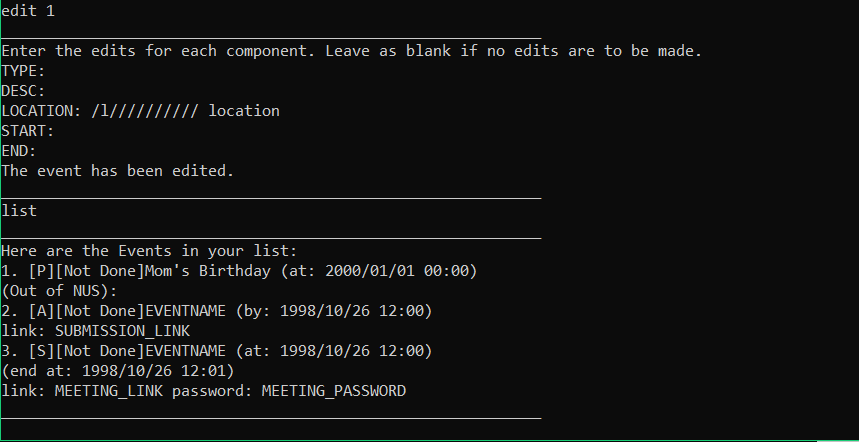 edit 1
____________________________________________________________
Enter the edits for each component. Leave as blank if no edits are to be made.
TYPE:
DESC:
LOCATION: /l////////// location
START:
END:
The event has been edited.
____________________________________________________________
list
____________________________________________________________
Here are the Events in your list:
1. [P][Not Done]Mom's Birthday (at: 2000/01/01 00:00)
(Out of NUS):
2. [A][Not Done]EVENTNAME (by: 1998/10/26 12:00)
link: SUBMISSION_LINK
3. [S][Not Done]EVENTNAME (at: 1998/10/26 12:00)
(end at: 1998/10/26 12:01)
link: MEETING_LINK password: MEETING_PASSWORD
____________________________________________________________